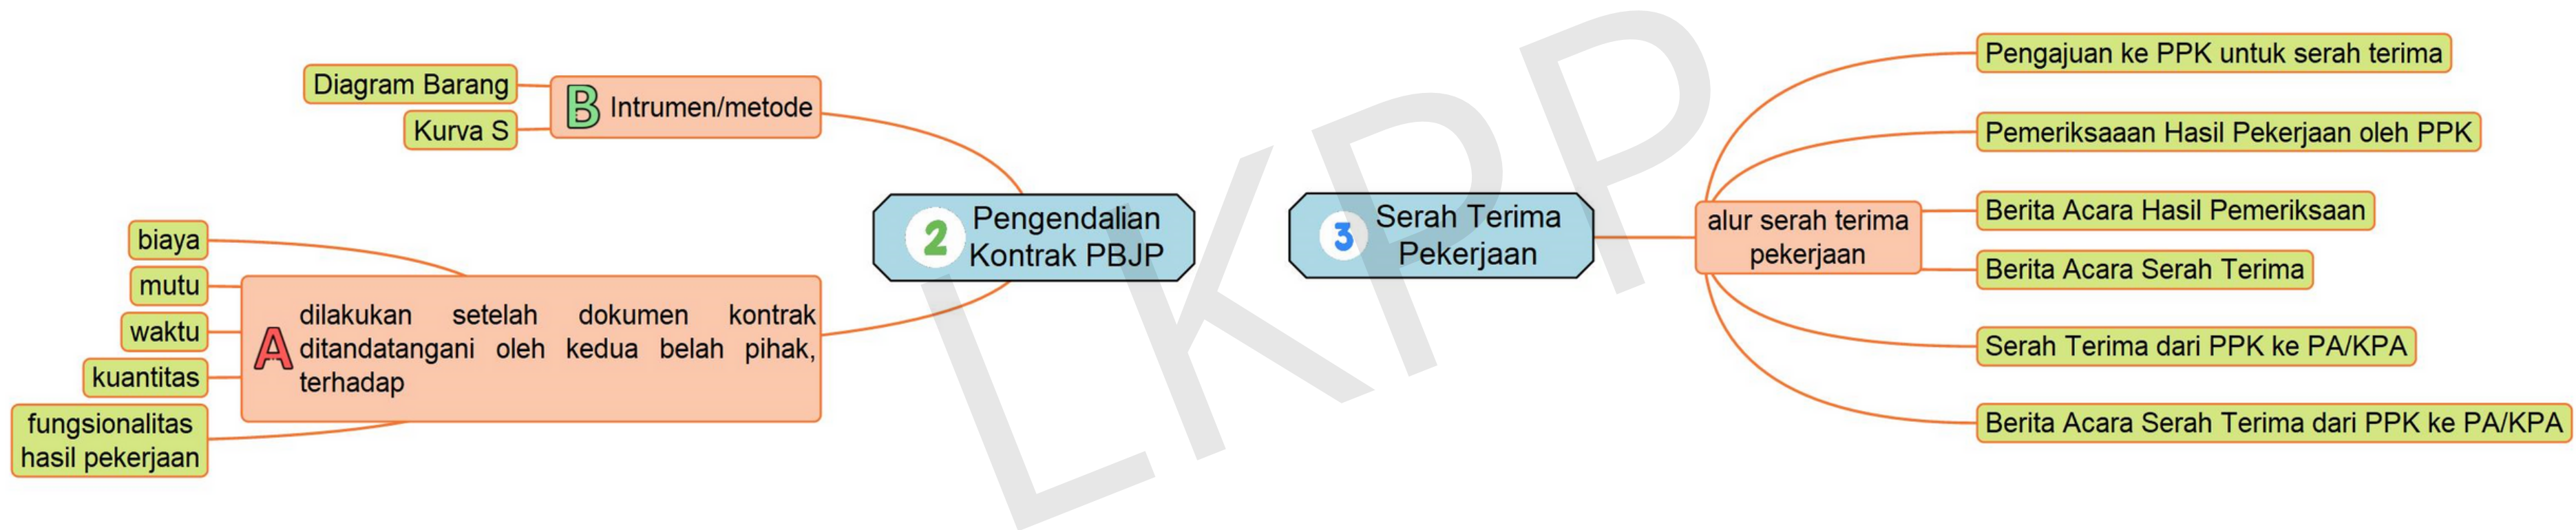 Diagram Barang
Kurva S
B Intrumen/metode
biaya
mutu
waktu
kuantitas
fungsionalitas
hasil pekerjaan
A
dilakukan setelah dokumen kontrak
ditandatangani oleh kedua belah pihak,
terhadap
2
Pengendalian
Kontrak PBJP
3
Serah Terima
Pekerjaan
alur serah terima
pekerjaan
Pengajuan ke PPK untuk serah terima
Pemeriksaaan Hasil Pekerjaan oleh PPK
Berita Acara Hasil Pemeriksaan
Berita Acara Serah Terima
Serah Terima dari PPK ke PA/KPA
Berita Acara Serah Terima dari PPK ke PA/KPA
LKPP